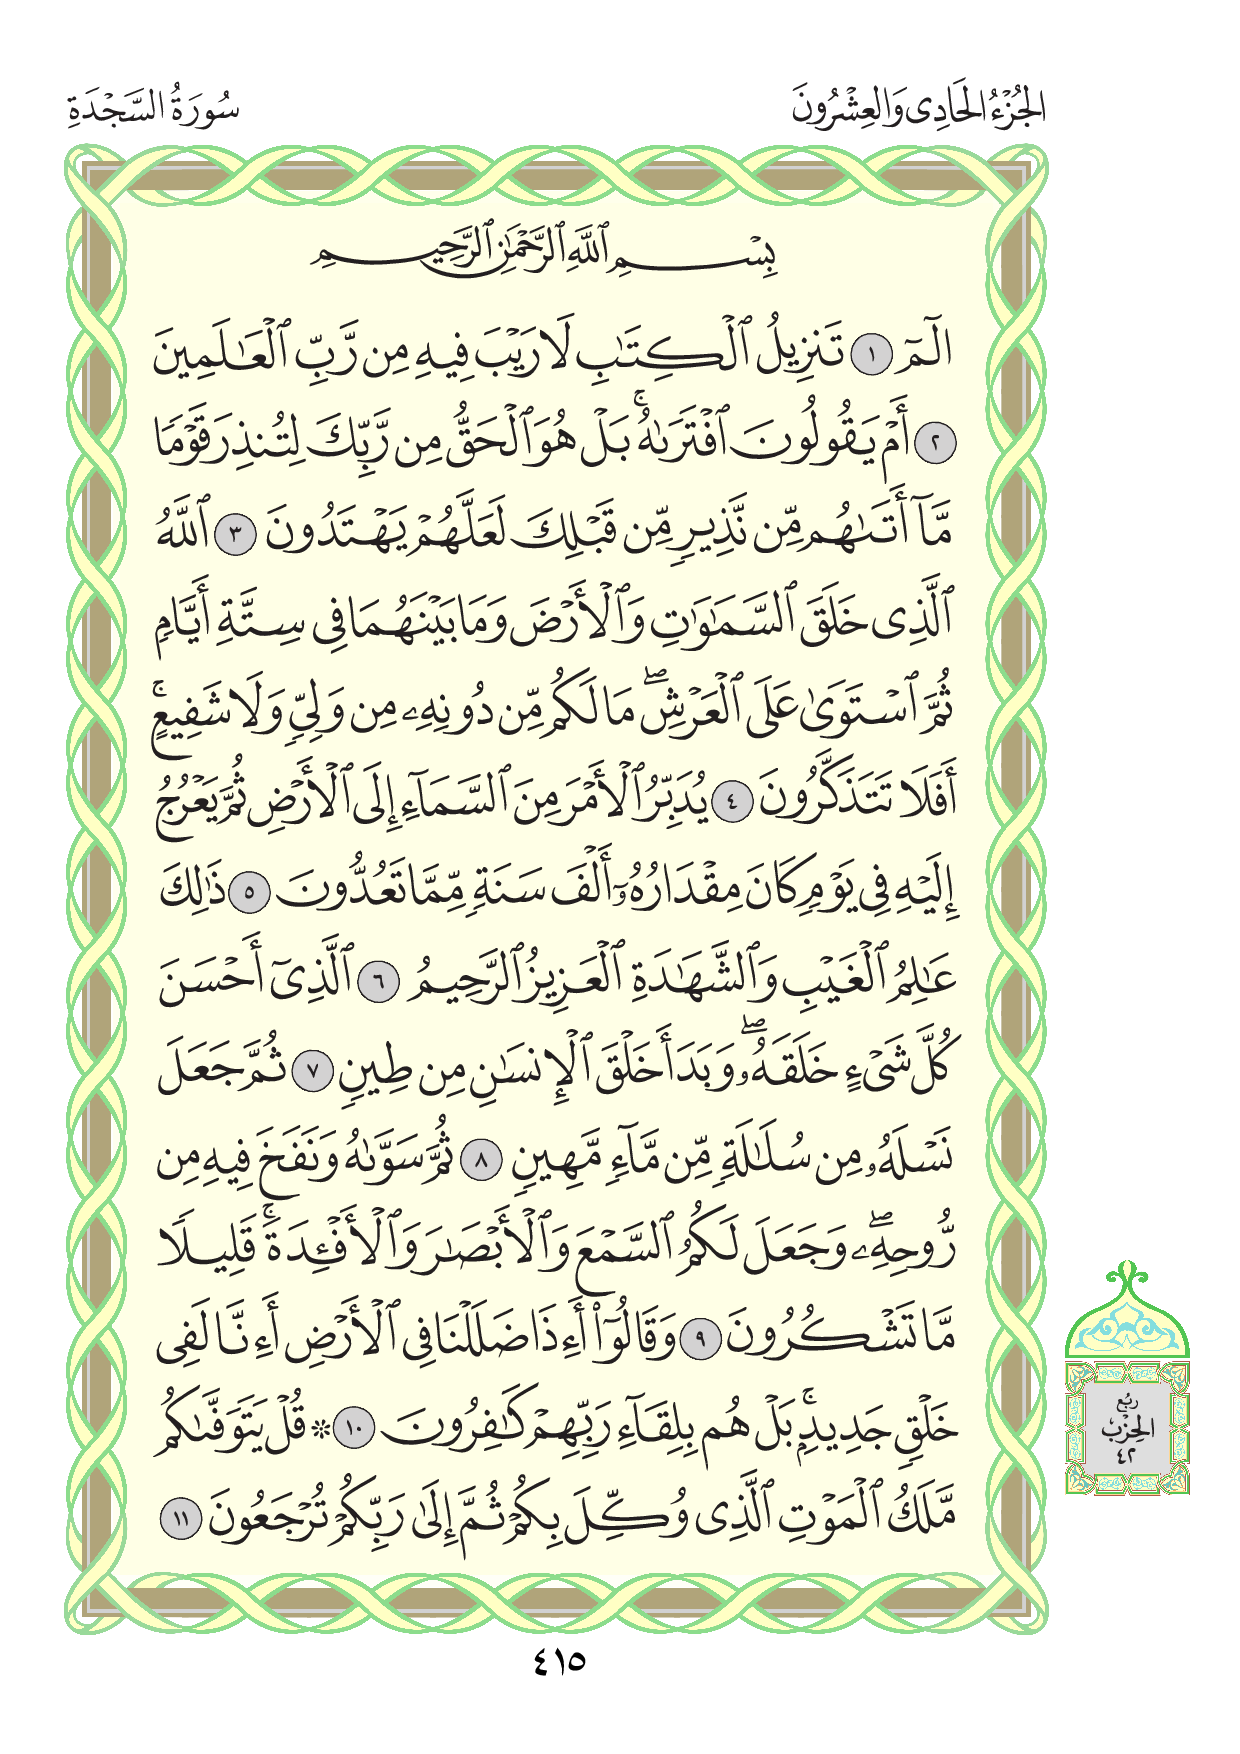 الجُزْءُ الحَادِى وَالعِشْرُونَ
سُورَةُ السَّجْدَةِ
بِسْمِ ٱللَّهِ ٱلرَّحْمَٰنِ ٱلرَّحِيمِ
الٓمٓ ١ تَنزِيلُ ٱلْكِتَٰبِ لَا رَيْبَ فِيهِ مِن رَّبِّ ٱلْعَٰلَمِينَ
٢ أَمْ يَقُولُونَ ٱفْتَرَىٰهُۚ بَلْ هُوَ ٱلْحَقُّ مِن رَّبِّكَ لِتُنذِرَ قَوْمًا
مَّآ أَتَىٰهُم مِّن نَّذِيرٍ مِّن قَبْلِكَ لَعَلَّهُمْ يَهْتَدُونَ ٣ ٱللَّهُ
ٱلَّذِى خَلَقَ ٱلسَّمَٰوَٰتِ وَٱلْأَرْضَ وَمَا بَيْنَهُمَا فِى سِتَّةِ أَيَّامٍ
ثُمَّ ٱسْتَوَىٰ عَلَى ٱلْعَرْشِۖ مَا لَكُم مِّن دُونِهِۦ مِن وَلِىٍّ وَلَا شَفِيعٍۚ
أَفَلَا تَتَذَكَّرُونَ ٤ يُدَبِّرُ ٱلْأَمْرَ مِنَ ٱلسَّمَآءِ إِلَى ٱلْأَرْضِ ثُمَّ يَعْرُجُ
إِلَيْهِ فِى يَوْمٍ كَانَ مِقْدَارُهُۥٓ أَلْفَ سَنَةٍ مِّمَّا تَعُدُّونَ ٥ ذَٰلِكَ
عَٰلِمُ ٱلْغَيْبِ وَٱلشَّهَٰدَةِ ٱلْعَزِيزُ ٱلرَّحِيمُ ٦ ٱلَّذِىٓ أَحْسَنَ
كُلَّ شَىْءٍ خَلَقَهُۥۖ وَبَدَأَ خَلْقَ ٱلْإِنسَٰنِ مِن طِينٍ ٧ ثُمَّ جَعَلَ
نَسْلَهُۥ مِن سُلَٰلَةٍ مِّن مَّآءٍ مَّهِينٍ ٨ ثُمَّ سَوَّىٰهُ وَنَفَخَ فِيهِ مِن
رُّوحِهِۦۖ وَجَعَلَ لَكُمُ ٱلسَّمْعَ وَٱلْأَبْصَٰرَ وَٱلْأَفْـِٔدَةَۚ قَلِيلًا
مَّا تَشْكُرُونَ ٩ وَقَالُوٓا۟ أَءِذَا ضَلَلْنَا فِى ٱلْأَرْضِ أَءِنَّا لَفِى
خَلْقٍ جَدِيدٍۭۚ بَلْ هُم بِلِقَآءِ رَبِّهِمْ كَٰفِرُونَ ١٠ ۞ قُلْ يَتَوَفَّىٰكُم
مَّلَكُ ٱلْمَوْتِ ٱلَّذِى وُكِّلَ بِكُمْ ثُمَّ إِلَىٰ رَبِّكُمْ تُرْجَعُونَ ١١
رُبْع
الحِزْب
٤٢
٤١٥